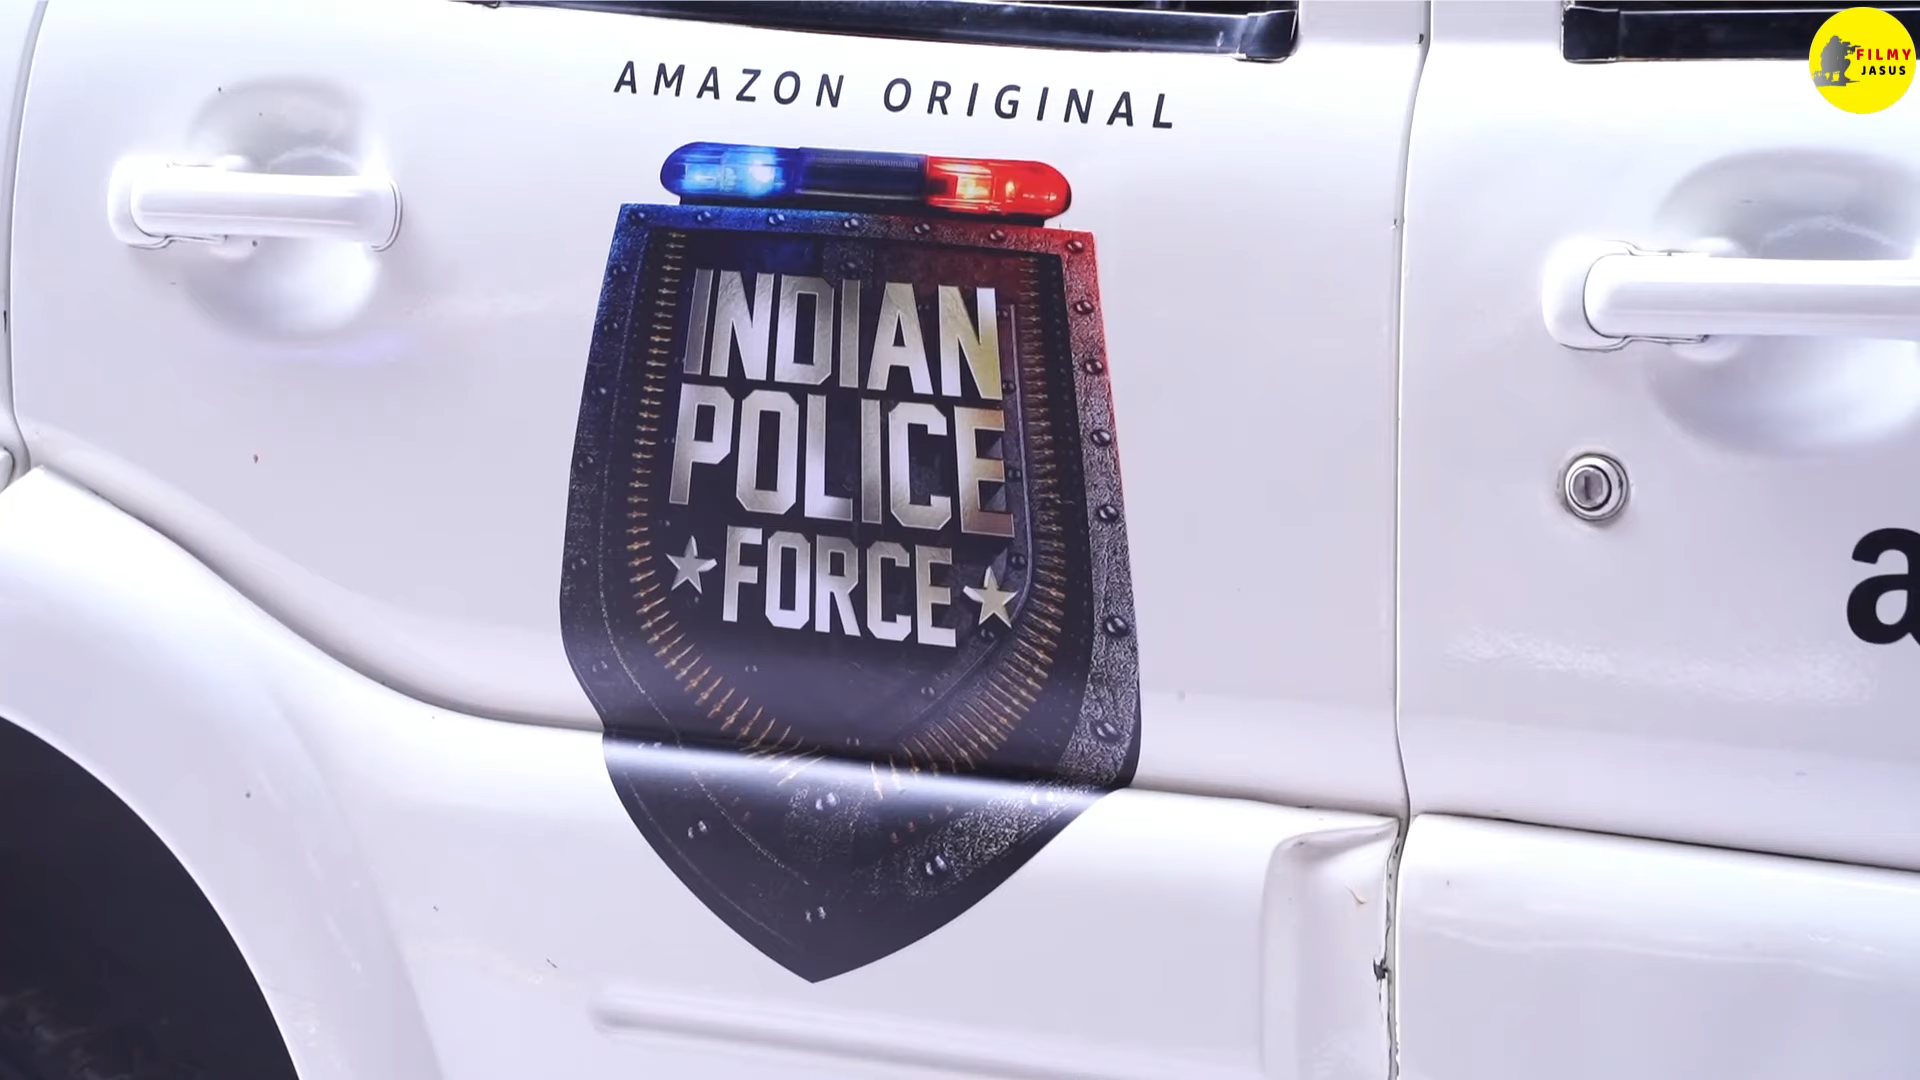 AMAZON ORIGINAL
INDIAN
POLICE
FORCE
FILMY
JASUS
a